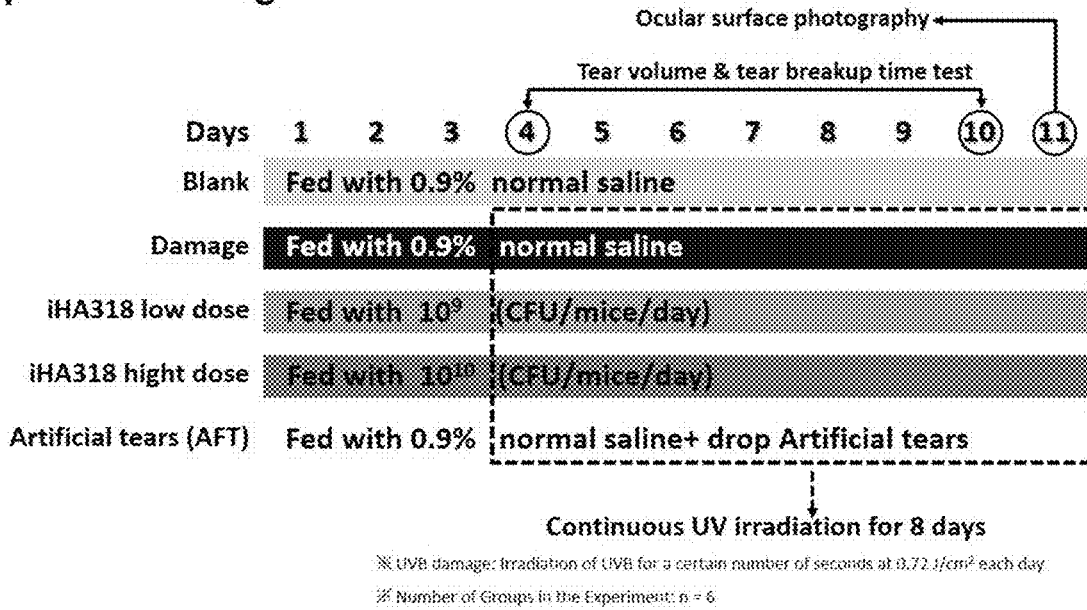 Ocular surface photography
Tear volume & tear breakup time test
Days 1 2 3 4 5 6 7 8 9 10 11
Blank Fed with 0.9% normal saline
Damage Fed with 0.9% normal saline
iHA318 low dose Fed with 10⁹ (CFU/mice/day)
iHA318 hight dose Fed with 10¹⁰ (CFU/mice/day)
Artificial tears (AFT) Fed with 0.9% normal saline+ drop Artificial tears
Continuous UV irradiation for 8 days
※ UVB damage: Irradiation of UVB for a certain number of seconds at 0.72 J/cm² each day
※ Number of Groups in the Experiment: n = 6